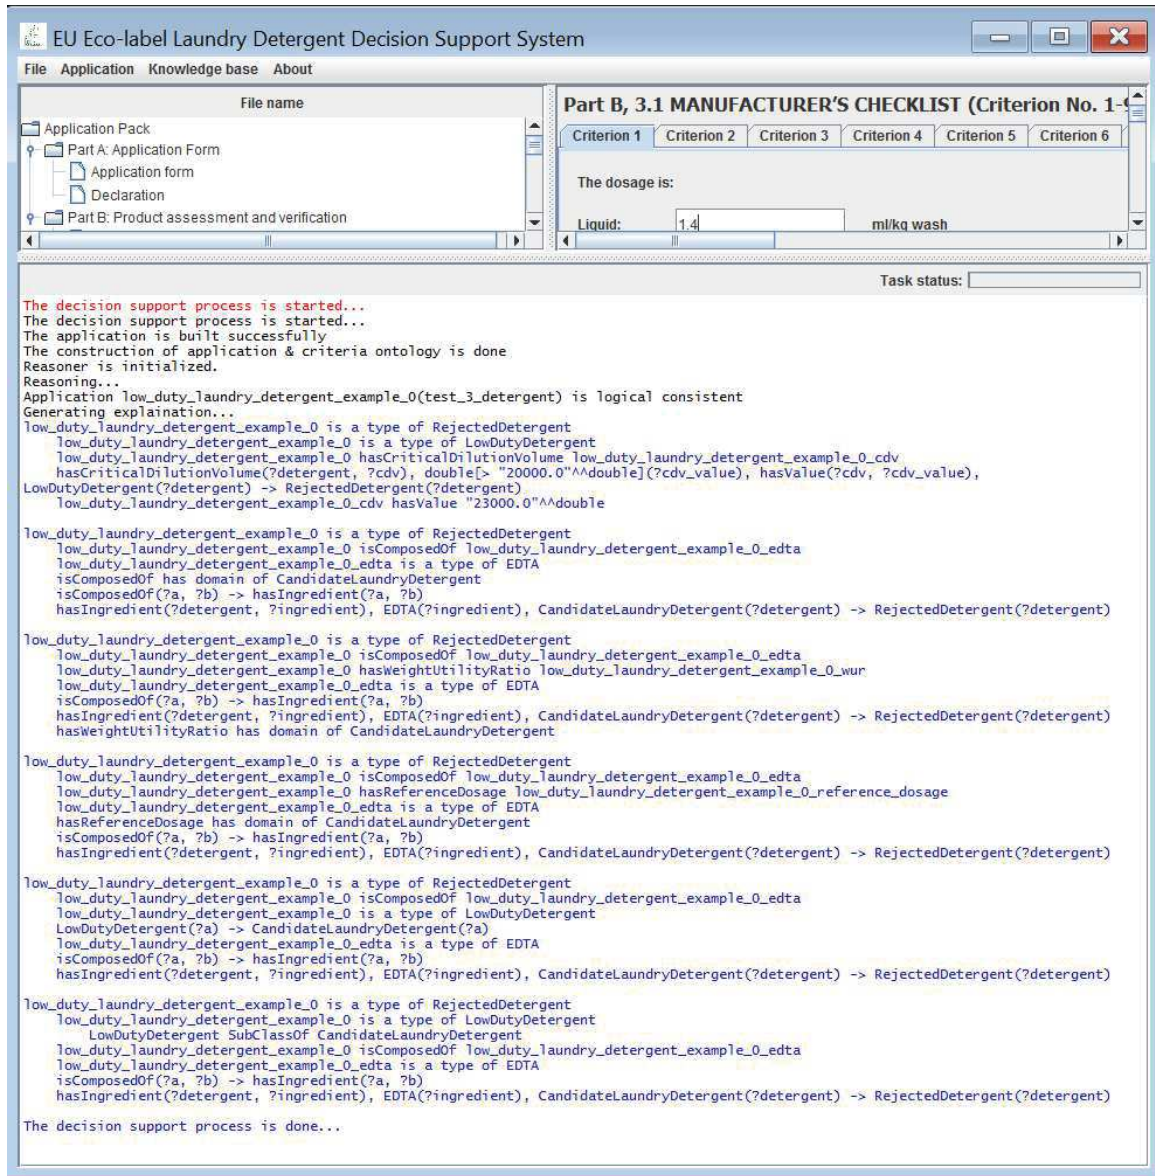 EU Eco-label Laundry Detergent Decision Support System
File Application Knowledge base About
File name
Application Pack
Part A: Application Form
Application form
Declaration
Part B: Product assessment and verification
Part B, 3.1 MANUFACTURER'S CHECKLIST (Criterion No. 1-9
Criterion 1 Criterion 2 Criterion 3 Criterion 4 Criterion 5 Criterion 6
The dosage is:
Liquid: 1.4 ml/kg wash
Task status:
The decision support process is started...
The decision support process is started...
The application is built successfully
The construction of application & criteria ontology is done
Reasoner is initialized.
Reasoning...
Application low_duty_laundry_detergent_example_0(test_3_detergent) is logical consistent
Generating explaination...
low_duty_laundry_detergent_example_0 is a type of RejectedDetergent
low_duty_laundry_detergent_example_0 is a type of LowDutyDetergent
low_duty_laundry_detergent_example_0 hasCriticalDilutionVolume low_duty_laundry_detergent_example_0_cdv
hasCriticalDilutionVolume(?detergent, ?cdv), double[> "20000.0"^^double](?cdv_value), hasValue(?cdv, ?cdv_value),
LowDutyDetergent(?detergent) -> RejectedDetergent(?detergent)
low_duty_laundry_detergent_example_0_cdv hasValue "23000.0"^^double
low_duty_laundry_detergent_example_0 is a type of RejectedDetergent
low_duty_laundry_detergent_example_0 isComposedOf low_duty_laundry_detergent_example_0_edta
low_duty_laundry_detergent_example_0_edta is a type of EDTA
isComposedOf has domain of CandidateLaundryDetergent
isComposedOf(?a, ?b) -> hasIngredient(?a, ?b)
hasIngredient(?detergent, ?ingredient), EDTA(?ingredient), CandidateLaundryDetergent(?detergent) -> RejectedDetergent(?detergent)
low_duty_laundry_detergent_example_0 is a type of RejectedDetergent
low_duty_laundry_detergent_example_0 isComposedOf low_duty_laundry_detergent_example_0_edta
low_duty_laundry_detergent_example_0 hasWeightUtilityRatio low_duty_laundry_detergent_example_0_wur
low_duty_laundry_detergent_example_0_edta is a type of EDTA
isComposedOf(?a, ?b) -> hasIngredient(?a, ?b)
hasIngredient(?detergent, ?ingredient), EDTA(?ingredient), CandidateLaundryDetergent(?detergent) -> RejectedDetergent(?detergent)
hasWeightUtilityRatio has domain of CandidateLaundryDetergent
low_duty_laundry_detergent_example_0 is a type of RejectedDetergent
low_duty_laundry_detergent_example_0 isComposedOf low_duty_laundry_detergent_example_0_edta
low_duty_laundry_detergent_example_0 hasReferenceDosage low_duty_laundry_detergent_example_0_reference_dosage
low_duty_laundry_detergent_example_0_edta is a type of EDTA
hasReferenceDosage has domain of CandidateLaundryDetergent
isComposedOf(?a, ?b) -> hasIngredient(?a, ?b)
hasIngredient(?detergent, ?ingredient), EDTA(?ingredient), CandidateLaundryDetergent(?detergent) -> RejectedDetergent(?detergent)
low_duty_laundry_detergent_example_0 is a type of RejectedDetergent
low_duty_laundry_detergent_example_0 isComposedOf low_duty_laundry_detergent_example_0_edta
low_duty_laundry_detergent_example_0 is a type of LowDutyDetergent
LowDutyDetergent(?a) -> CandidateLaundryDetergent(?a)
low_duty_laundry_detergent_example_0_edta is a type of EDTA
isComposedOf(?a, ?b) -> hasIngredient(?a, ?b)
hasIngredient(?detergent, ?ingredient), EDTA(?ingredient), CandidateLaundryDetergent(?detergent) -> RejectedDetergent(?detergent)
low_duty_laundry_detergent_example_0 is a type of RejectedDetergent
low_duty_laundry_detergent_example_0 is a type of LowDutyDetergent
LowDutyDetergent SubClassOf CandidateLaundryDetergent
low_duty_laundry_detergent_example_0 isComposedOf low_duty_laundry_detergent_example_0_edta
low_duty_laundry_detergent_example_0_edta is a type of EDTA
isComposedOf(?a, ?b) -> hasIngredient(?a, ?b)
hasIngredient(?detergent, ?ingredient), EDTA(?ingredient), CandidateLaundryDetergent(?detergent) -> RejectedDetergent(?detergent)
The decision support process is done...